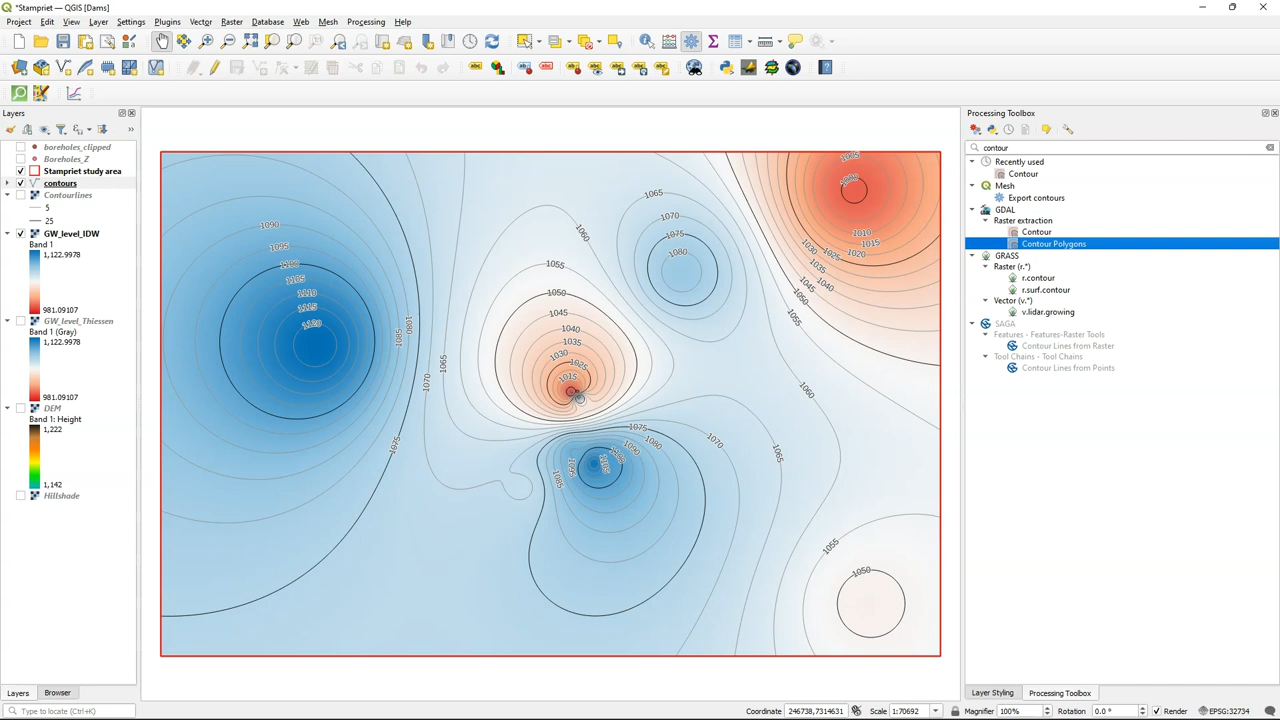 *Stampriet — QGIS [Dams]
Project Edit View Layer Settings Plugins Vector Raster Database Web Mesh Processing Help
Layers
boreholes_clipped
Boreholes_Z
Stampriet study area
contours
Contourlines
5
25
GW_level_IDW
Band 1
1,122.9978
981.09107
GW_level_Thiessen
Band 1 (Gray)
1,122.9978
981.09107
DEM
Band 1: Height
1,222
1,142
Hillshade
Layers Browser
Type to locate (Ctrl+K)
1090
1095
1100
1105
1110
1115
1120
1085
1080
1075
1070
1065
1060
1055
1050
1045
1040
1035
1030
1025
1015
1065
1070
1075
1080
1010
1015
1020
1025
1030
1035
1040
1045
1050
1055
1060
1065
1070
1075
1080
1090
1085
1055
1050
Processing Toolbox
contour
Recently used
Contour
Mesh
Export contours
GDAL
Raster extraction
Contour
Contour Polygons
GRASS
Raster (r.*)
r.contour
r.surf.contour
Vector (v.*)
v.lidar.growing
SAGA
Features - Features-Raster Tools
Contour Lines from Raster
Tool Chains - Tool Chains
Contour Lines from Points
Layer Styling Processing Toolbox
Coordinate 246738,7314631 Scale 1:70692 Magnifier 100% Rotation 0.0 ° Render EPSG:32734